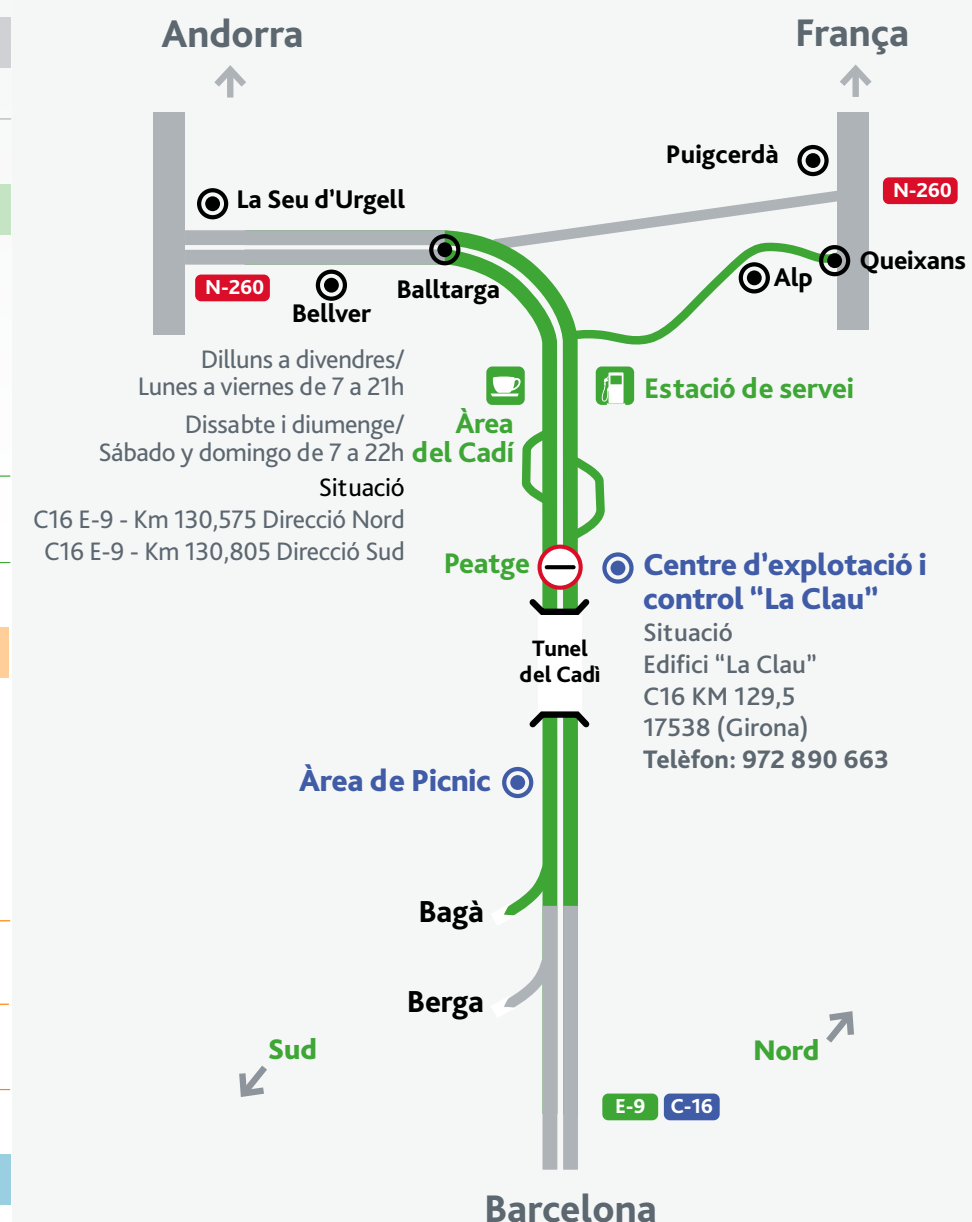 Andorra
França
Puigcerdà
N-260
La Seu d'Urgell
Queixans
Alp
N-260
Balltarga
Bellver
Dilluns a divendres/
Lunes a viernes de 7 a 21h
Dissabte i diumenge/
Sábado y domingo de 7 a 22h
Situació
C16 E-9 - Km 130,575 Direcció Nord
C16 E-9 - Km 130,805 Direcció Sud
Estació de servei
Àrea
del Cadí
Peatge
Centre d'explotació i
control “La Clau”
Situació
Edifici “La Clau”
C16 KM 129,5
17538 (Girona)
Telèfon: 972 890 663
Tunel
del Cadì
Àrea de Picnic
Bagà
Berga
Sud
Nord
E-9 C-16
Barcelona